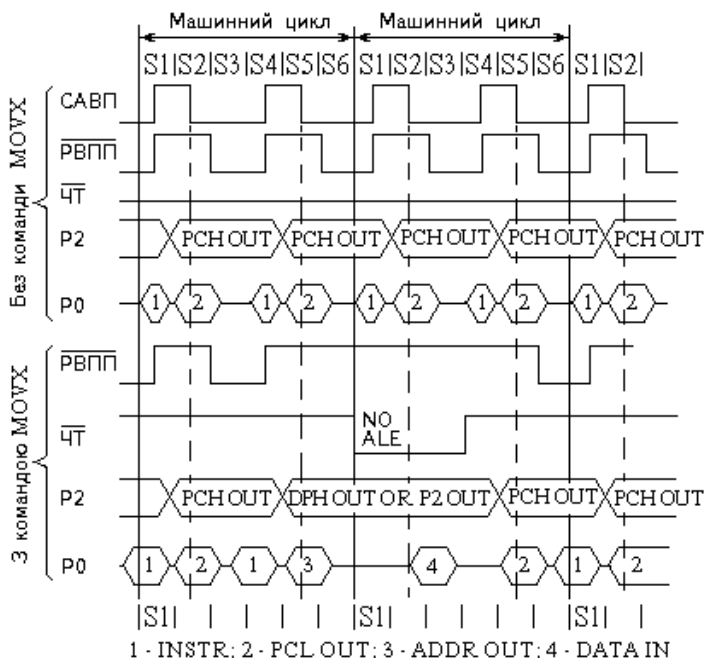 Машинний цикл Машинний цикл
S1|S2|S3 |S4|S5|S6 |S1|S2|S3 |S4|S5|S6 |S1|S2|
САВП
РВПП
ЧТ
P2 PCH OUT PCH OUT PCH OUT PCH OUT PCH OUT
P0 1 2 1 2 1 2 1 2 1 2
Без команди MOVX
РВПП
ЧТ NO
ALE
P2 PCH OUT DPH OUT OR P2 OUT PCH OUT PCH OUT
P0 1 2 1 3 4 2 1 2
З командою MOVX
|S1| | | | | |S1| | | | | |S1| |
1 - INSTR; 2 - PCL OUT; 3 - ADDR OUT; 4 - DATA IN